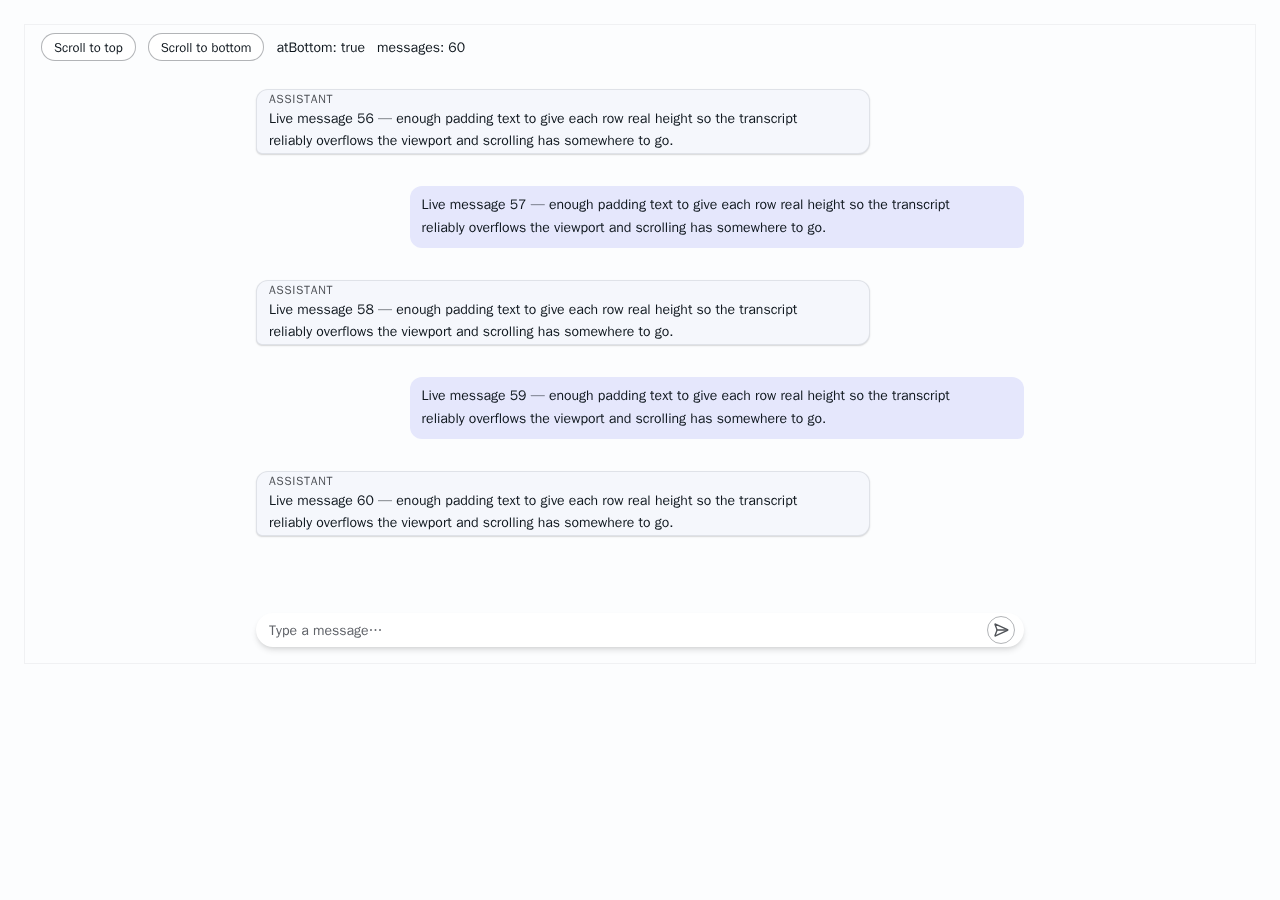 Scroll to top Scroll to bottom atBottom: true messages: 60
ASSISTANT
Live message 56 — enough padding text to give each row real height so the transcript
reliably overflows the viewport and scrolling has somewhere to go.
Live message 57 — enough padding text to give each row real height so the transcript
reliably overflows the viewport and scrolling has somewhere to go.
ASSISTANT
Live message 58 — enough padding text to give each row real height so the transcript
reliably overflows the viewport and scrolling has somewhere to go.
Live message 59 — enough padding text to give each row real height so the transcript
reliably overflows the viewport and scrolling has somewhere to go.
ASSISTANT
Live message 60 — enough padding text to give each row real height so the transcript
reliably overflows the viewport and scrolling has somewhere to go.
Type a message…